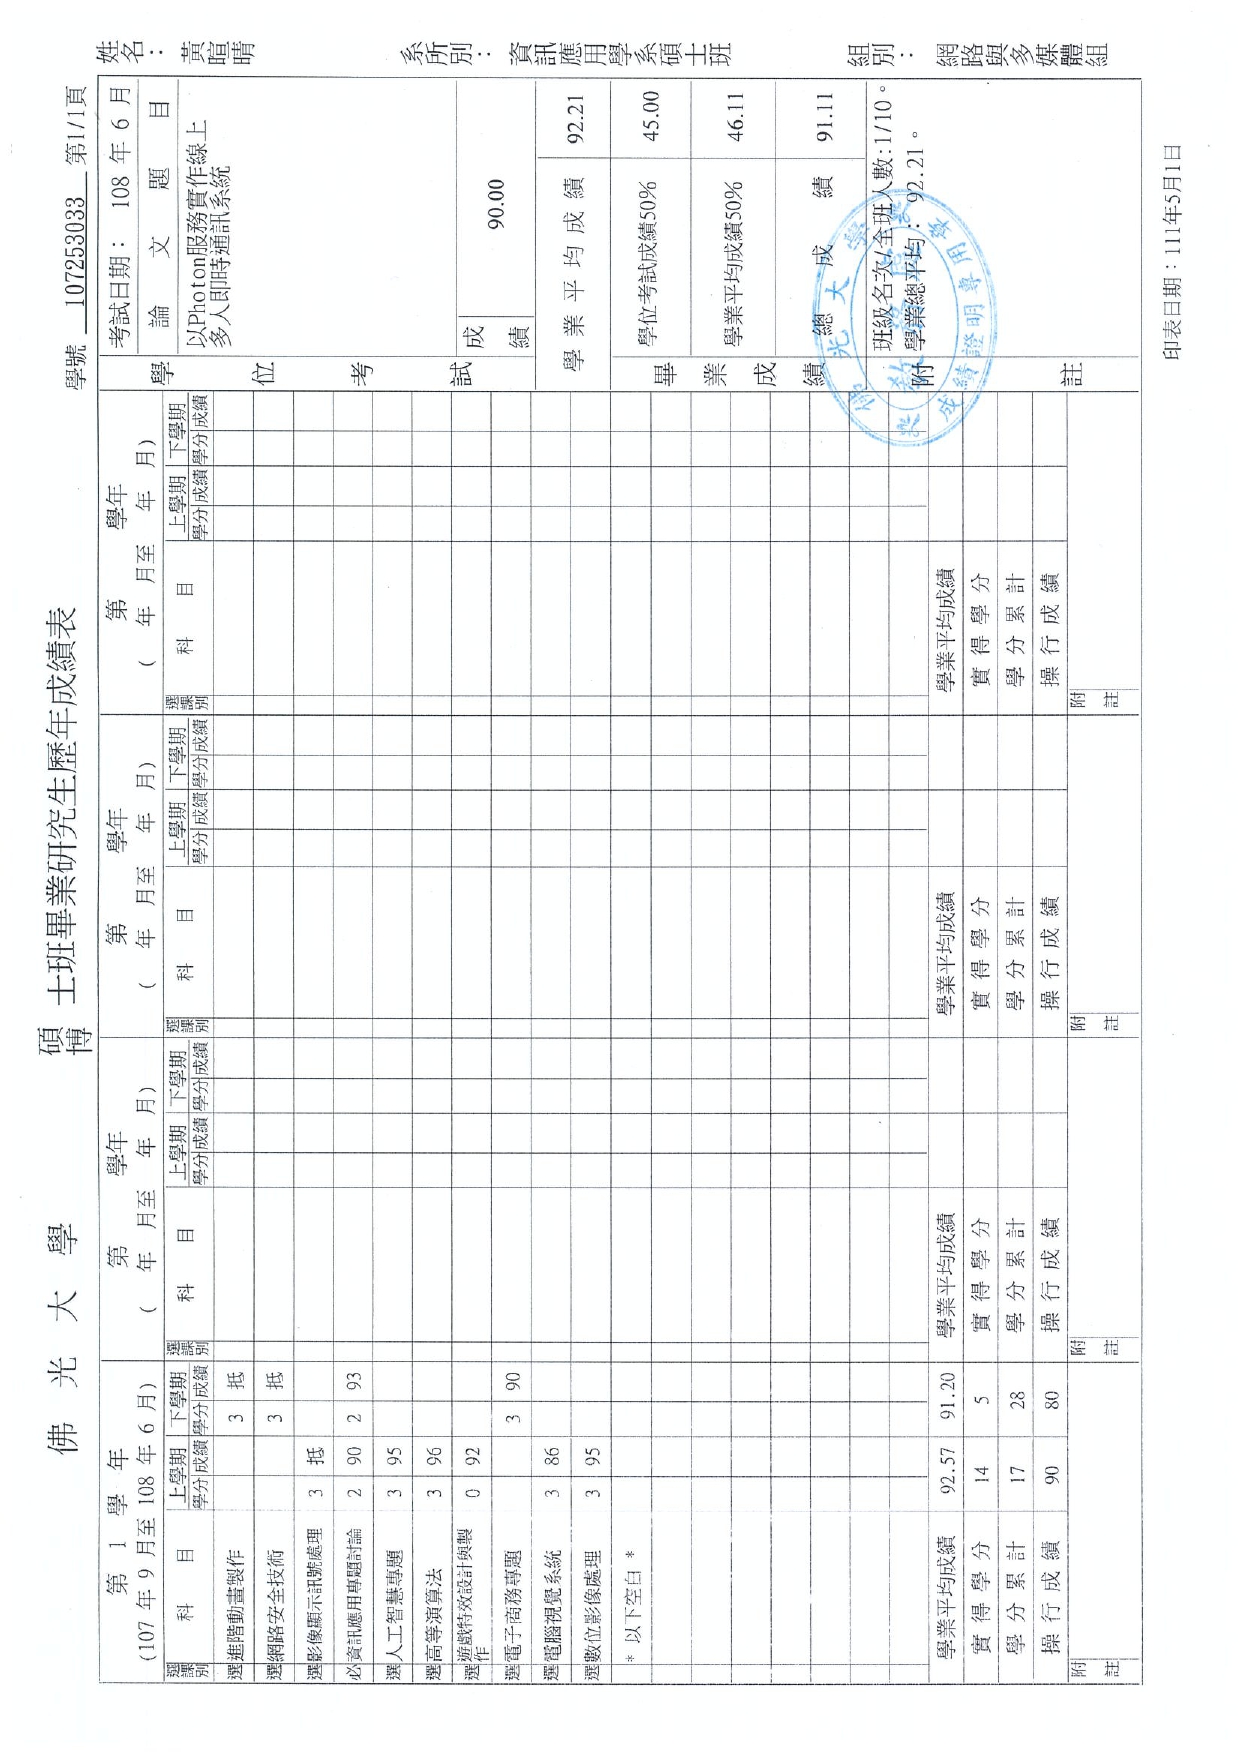 佛 光 大 學 碩博 士班畢業研究生歷年成績表
學號 107253033 第1/1頁
第 1 學 年
(107 年 9 月至 108 年 6 月)
選課別 科 目 上學期 下學期
學分 成績 學分 成績
選 進階動畫製作 3 抵
選 網路安全技術 3 抵
選 影像顯示訊號處理 3 抵
必 資訊應用專題討論 2 90 2 93
選 人工智慧專題 3 95
選 高等演算法 3 96
選 遊戲特效設計與製
作 0 92
選 電子商務專題 3 90
選 電腦視覺系統 3 86
選 數位影像處理 3 95
* 以下空白 *
學業平均成績 92.57 91.20
實得學分 14 5
學分累計 17 28
操行成績 90 80
附註
第 學年
( 年 月至 年 月)
選課別 科 目 上學期 下學期
學分 成績 學分 成績
學業平均成績
實得學分
學分累計
操行成績
附註
第 學年
( 年 月至 年 月)
選課別 科 目 上學期 下學期
學分 成績 學分 成績
學業平均成績
實得學分
學分累計
操行成績
附註
第 學年
( 年 月至 年 月)
選課別 科 目 上學期 下學期
學分 成績 學分 成績
學業平均成績
實得學分
學分累計
操行成績
附註
學位考試
考試日期： 108 年 6 月
論 文 題 目
以Photon服務實作線上
多人即時通訊系統
成績 90.00
學業平均成績 92.21
畢業成績
學位考試成績50% 45.00
學業平均成績50% 46.11
總 成 績 91.11
附註
班級名次/全班人數:1/10。
學業總平均： 92.21。
佛光大學
教務處
成績證明專用章
姓名：黃暄晴
系所別：資訊應用學系碩士班
組別：網路與多媒體組
印表日期：111年5月1日